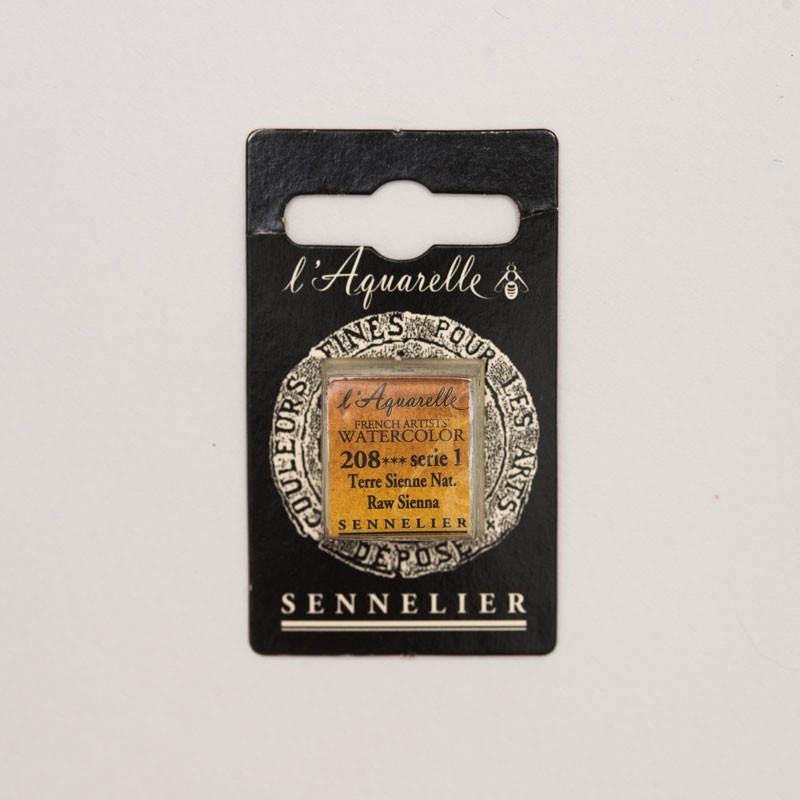 l'Aquarelle
COULEURS FINES POUR LES ARTS
DÉPOSÉ
l'Aquarelle
FRENCH ARTISTS'
WATERCOLOR
208*** serie 1
Terre Sienne Nat.
Raw Sienna
SENNELIER
SENNELIER